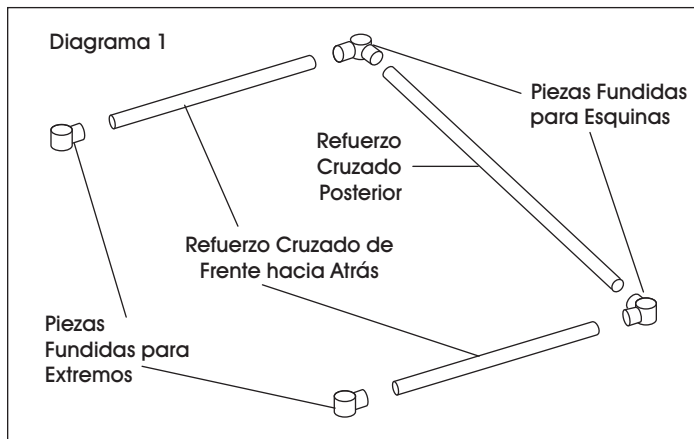 Diagrama 1
Piezas Fundidas
para Esquinas
Refuerzo
Cruzado
Posterior
Refuerzo Cruzado de
Frente hacia Atrás
Piezas
Fundidas para
Extremos